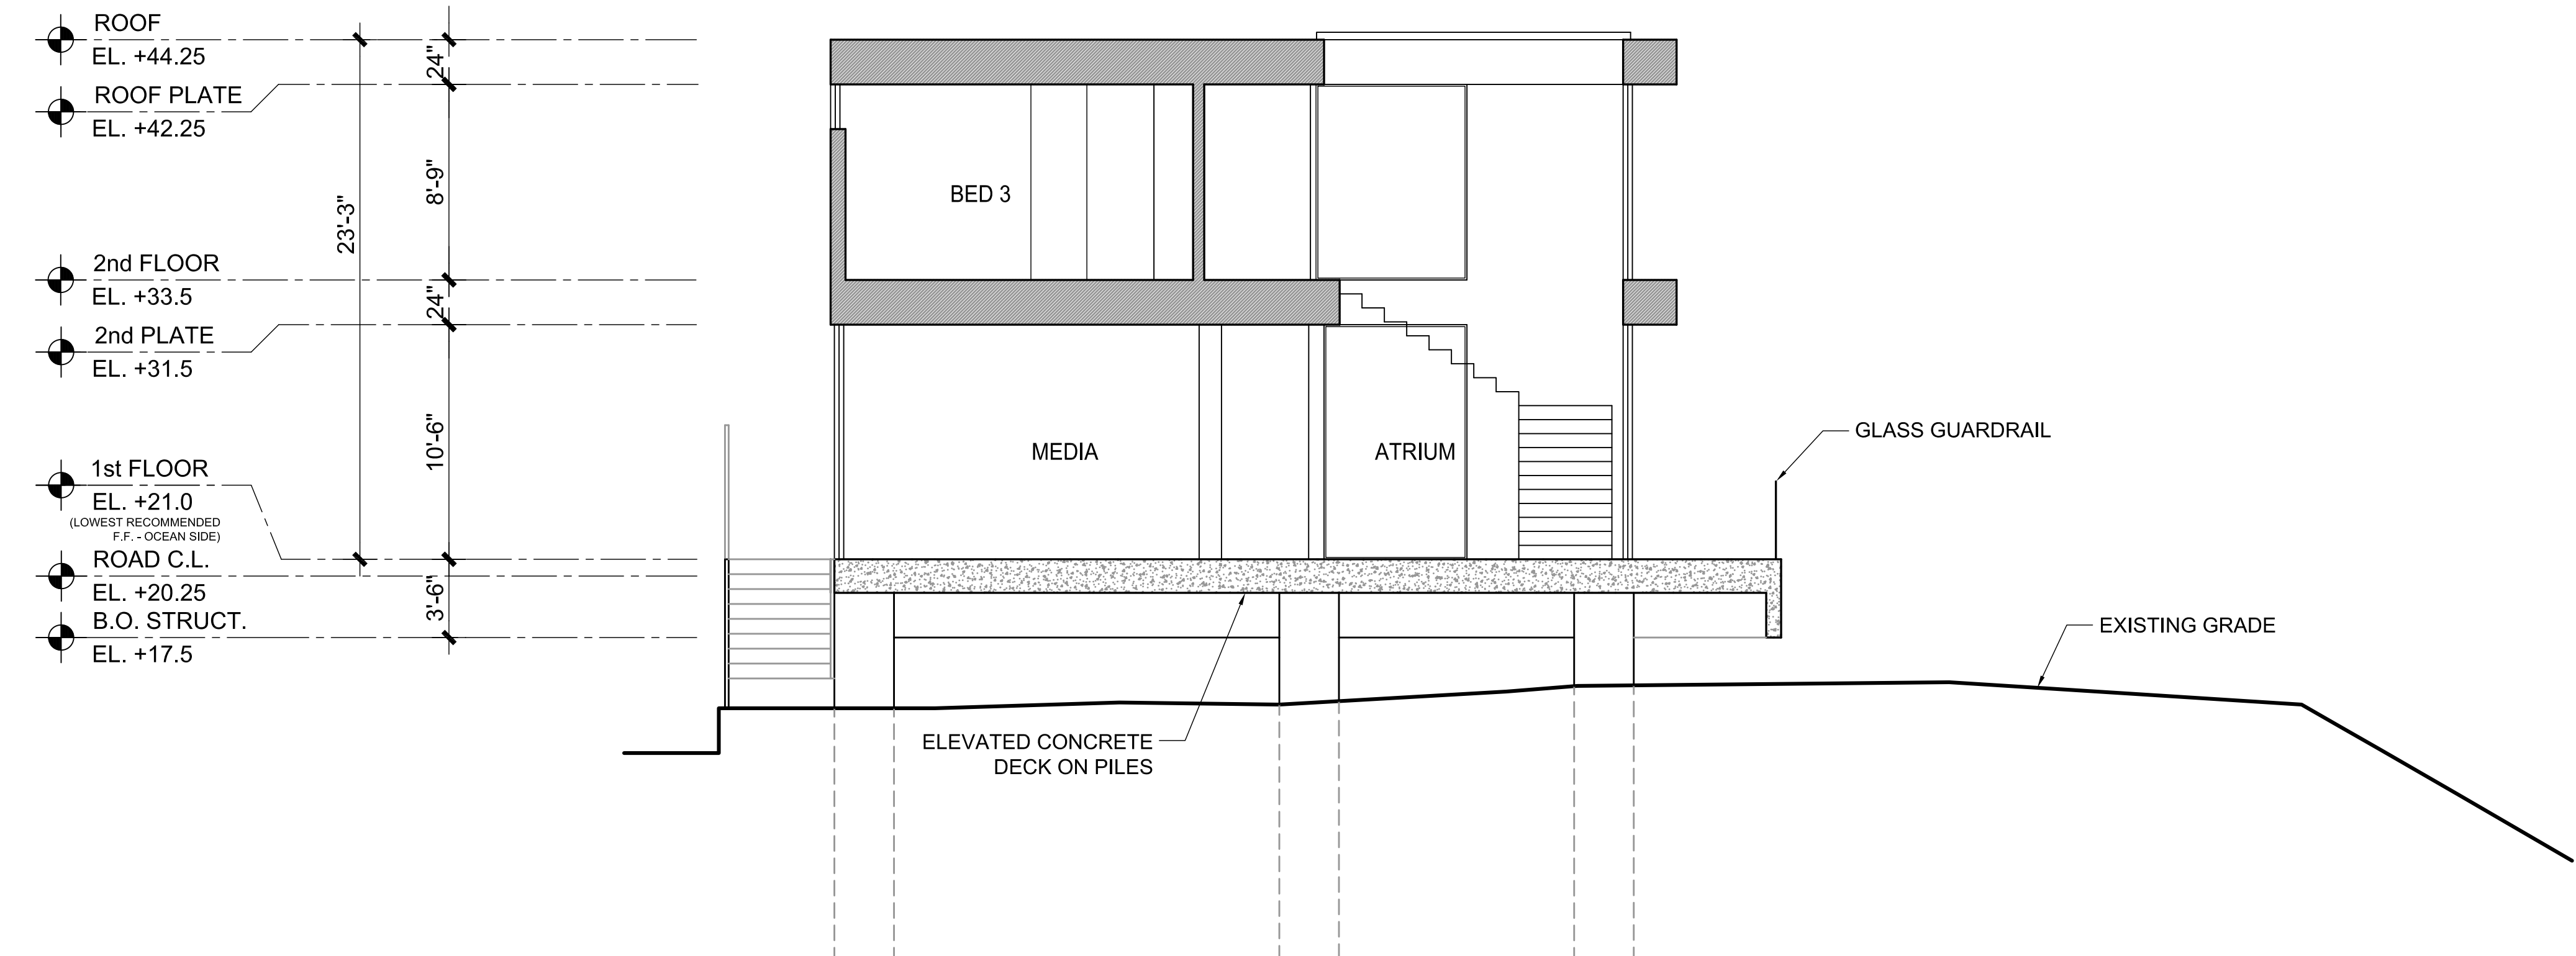 ROOF
EL. +44.25
ROOF PLATE
EL. +42.25
2nd FLOOR
EL. +33.5
2nd PLATE
EL. +31.5
1st FLOOR
EL. +21.0
(LOWEST RECOMMENDED
F.F. - OCEAN SIDE)
ROAD C.L.
EL. +20.25
B.O. STRUCT.
EL. +17.5
23'-3"
24"
8'-9"
24"
10'-6"
3'-6"
BED 3
MEDIA
ATRIUM
GLASS GUARDRAIL
EXISTING GRADE
ELEVATED CONCRETE
DECK ON PILES